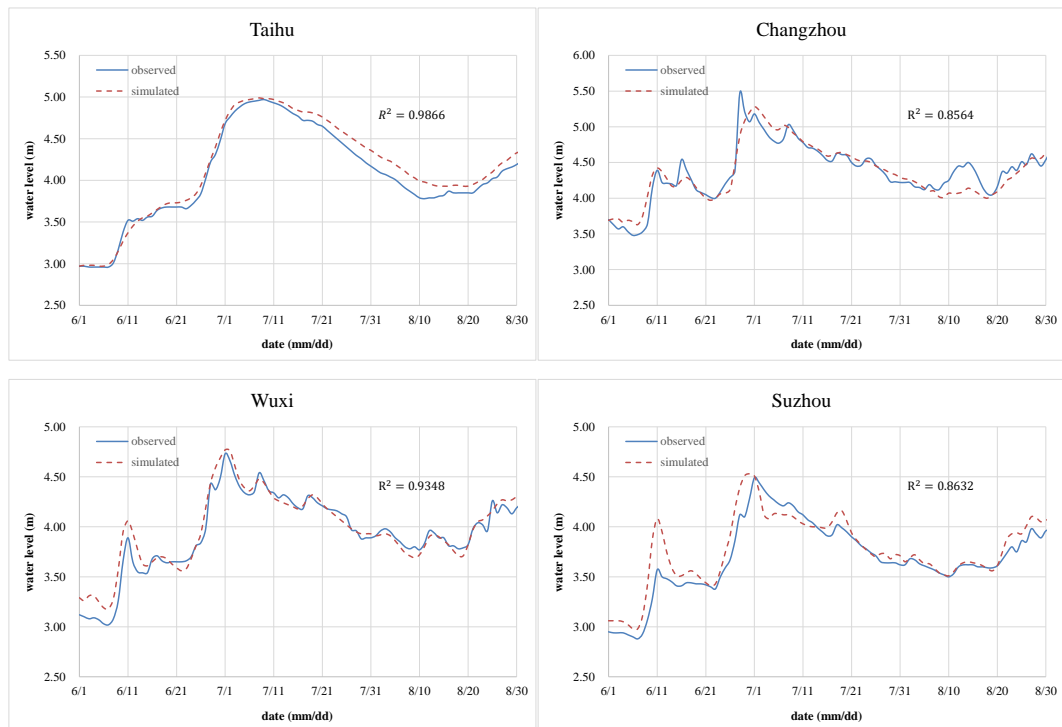 Taihu
5.50
5.00
4.50
4.00
3.50
3.00
2.50
water level (m)
observed
simulated
R² = 0.9866
6/1 6/11 6/21 7/1 7/11 7/21 7/31 8/10 8/20 8/30
date (mm/dd)
Changzhou
6.00
5.50
5.00
4.50
4.00
3.50
3.00
2.50
water level (m)
observed
simulated
R² = 0.8564
6/1 6/11 6/21 7/1 7/11 7/21 7/31 8/10 8/20 8/30
date (mm/dd)
Wuxi
5.00
4.50
4.00
3.50
3.00
2.50
water level (m)
observed
simulated
R² = 0.9348
6/1 6/11 6/21 7/1 7/11 7/21 7/31 8/10 8/20 8/30
date (mm/dd)
Suzhou
5.00
4.50
4.00
3.50
3.00
2.50
water level (m)
observed
simulated
R² = 0.8632
6/1 6/11 6/21 7/1 7/11 7/21 7/31 8/10 8/20 8/30
date (mm/dd)